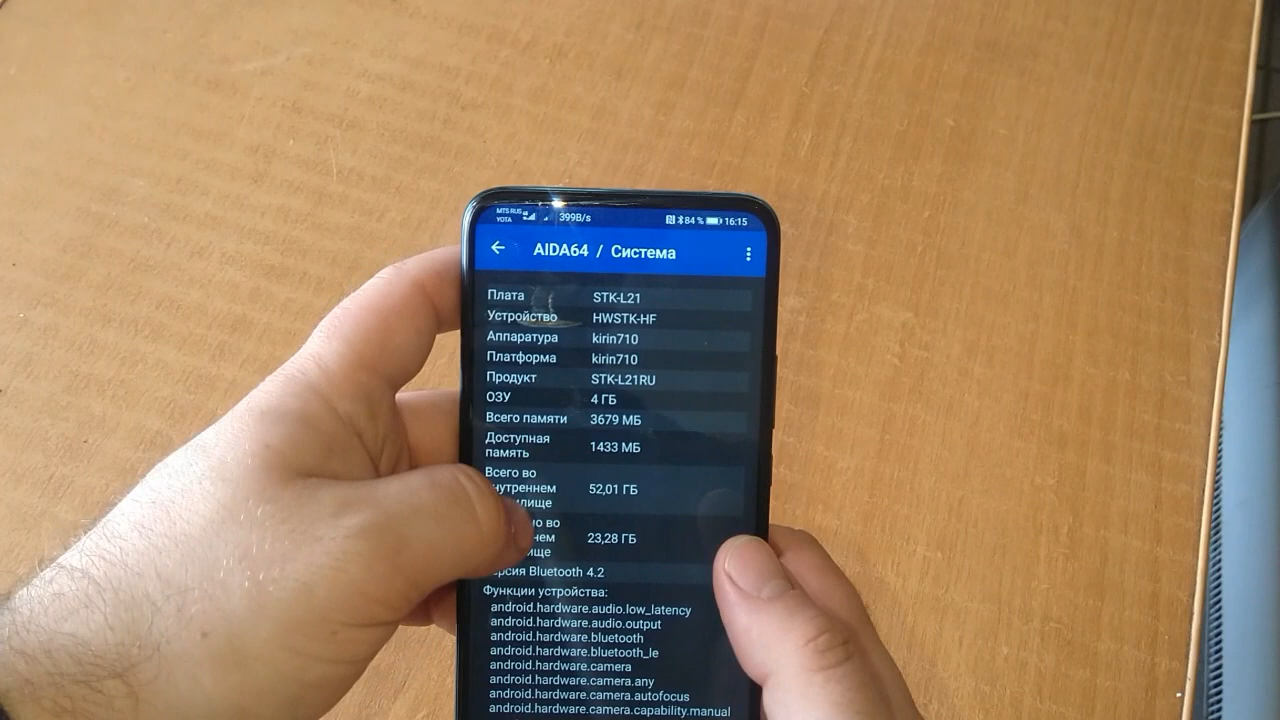 MTS RUS
YOTA
399B/s 84 % 16:15
AIDA64 / Система
Плата STK-L21
Устройство HWSTK-HF
Аппаратура kirin710
Платформа kirin710
Продукт STK-L21RU
ОЗУ 4 ГБ
Всего памяти 3679 МБ
Доступная
память 1433 МБ
Всего во
нутреннем 52,01 ГБ
илище
но во
нем 23,28 ГБ
ище
рсия Bluetooth 4.2
Функции устройства:
android.hardware.audio.low_latency
android.hardware.audio.output
android.hardware.bluetooth
android.hardware.bluetooth_le
android.hardware.camera
android.hardware.camera.any
android.hardware.camera.autofocus
android.hardware.camera.capability.manual